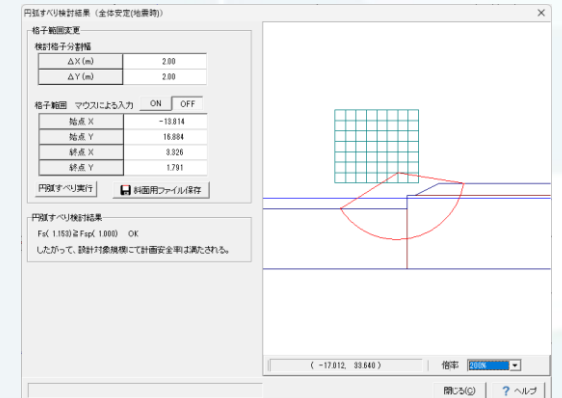 円弧すべり検討結果（全体安定(地震時)）
格子範囲変更
検討格子分割幅
△X(m) 2.00
△Y(m) 2.00
格子範囲 マウスによる入力 ON OFF
始点 X -13.814
始点 Y 16.884
終点 X 3.326
終点 Y 1.791
円弧すべり実行 斜面用ファイル保存
円弧すべり検討結果
Fs( 1.153)≧Fsp( 1.000) OK
したがって、設計対象規模にて計画安全率は満たされる。
( -17.012, 33.640 ) 倍率 200%
閉じる(C) ? ヘルプ